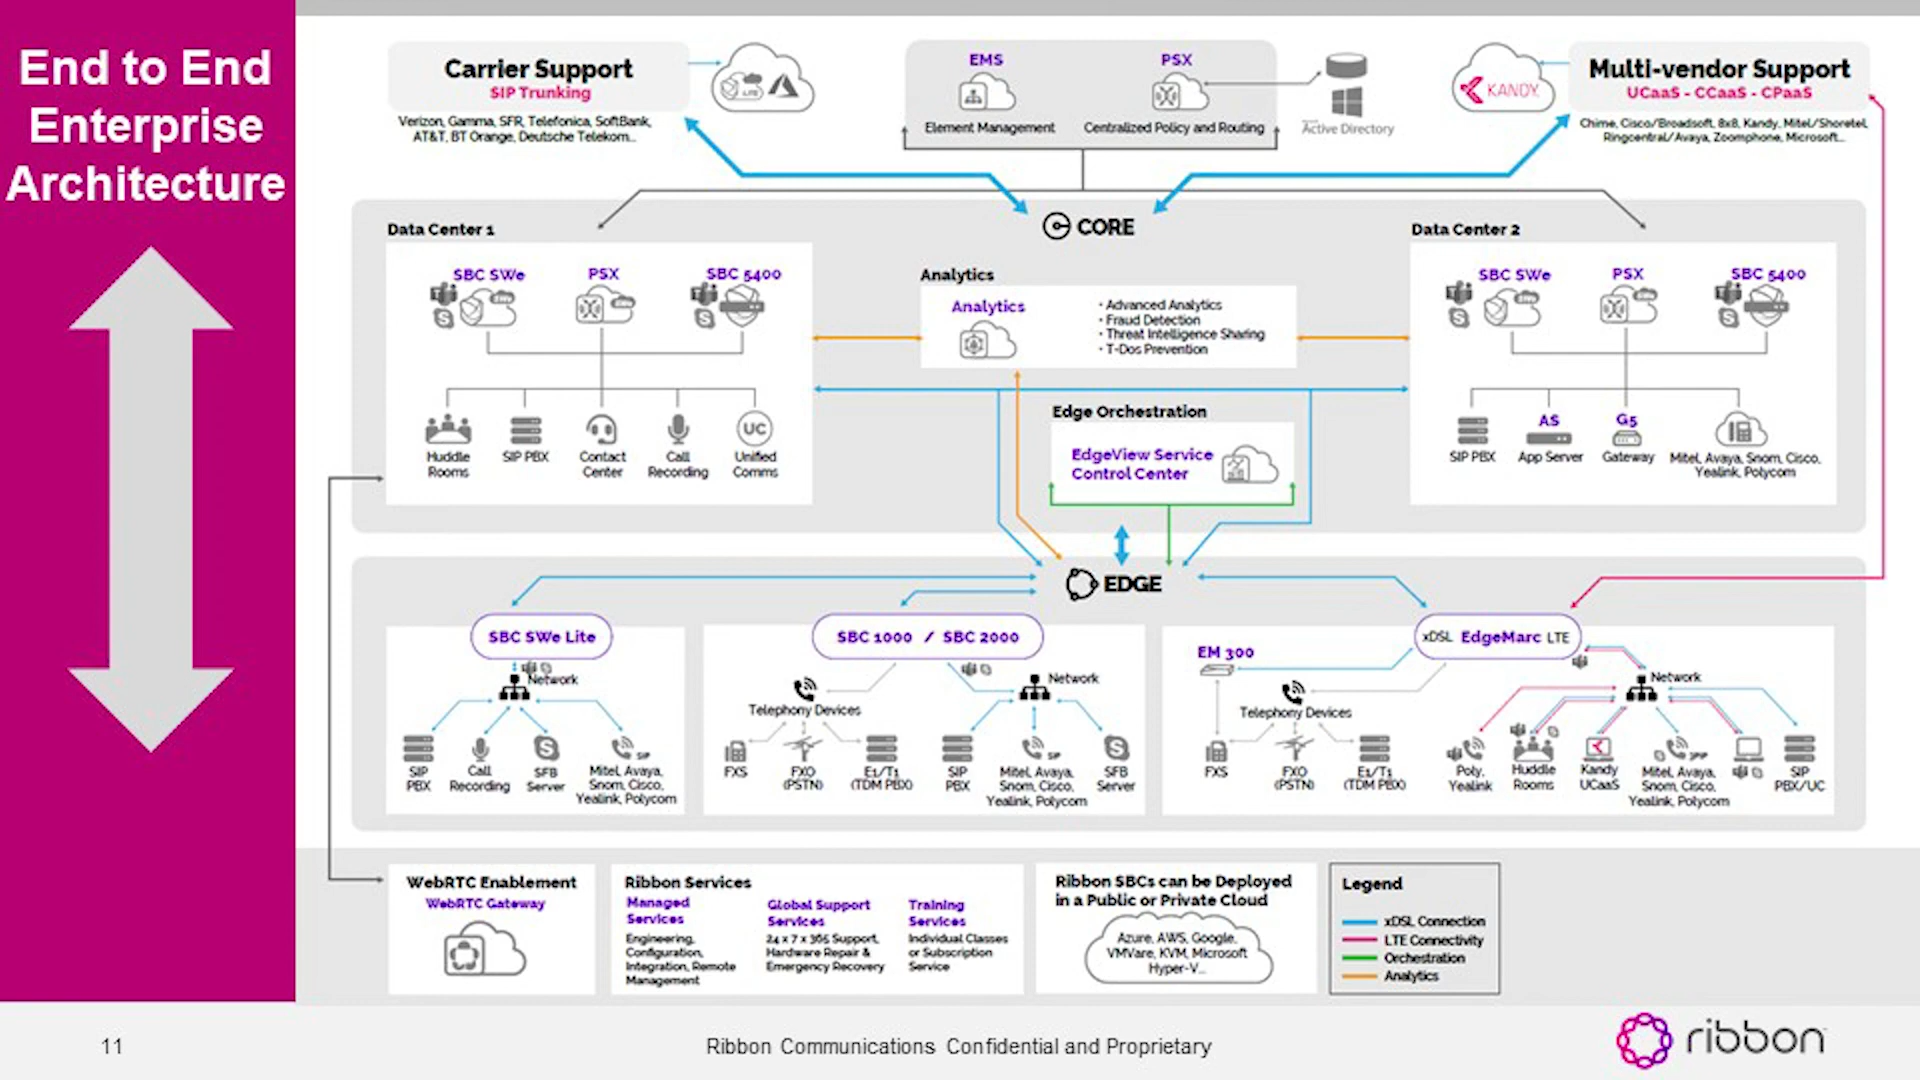 End to End
Enterprise
Architecture
Carrier Support
SIP Trunking
Verizon, Gamma, SFR, Telefonica, SoftBank,
AT&T, BT Orange, Deutsche Telekom...
LTE
EMS
Element Management
PSX
Centralized Policy and Routing
Active Directory
KANDY
Multi-vendor Support
UCaaS - CCaaS - CPaaS
Chime, Cisco/Broadsoft, 8x8, Kandy, Mitel/Shoretel,
Ringcentral/Avaya, Zoomphone, Microsoft...
CORE
Data Center 1
SBC SWe
PSX
SBC 5400
Huddle
Rooms
SIP PBX
Contact
Center
Call
Recording
UC
Unified
Comms
Analytics
Analytics
• Advanced Analytics
• Fraud Detection
• Threat Intelligence Sharing
• T-Dos Prevention
Edge Orchestration
EdgeView Service
Control Center
Data Center 2
SBC SWe
PSX
SBC 5400
SIP PBX
AS
App Server
G5
Gateway
Mitel, Avaya, Snom, Cisco,
Yealink, Polycom
EDGE
SBC SWe Lite
Network
SIP
PBX
Call
Recording
SFB
Server
SIP
Mitel, Avaya,
Snom, Cisco,
Yealink, Polycom
SBC 1000 / SBC 2000
Telephony Devices
Network
FXS
FXO
(PSTN)
E1/T1
(TDM PBX)
SIP
PBX
SIP
Mitel, Avaya,
Snom, Cisco,
Yealink, Polycom
SFB
Server
xDSL EdgeMarc LTE
EM 300
Telephony Devices
Network
FXS
FXO
(PSTN)
E1/T1
(TDM PBX)
Poly,
Yealink
Huddle
Rooms
Kandy
UCaaS
Mitel, Avaya,
Snom, Cisco,
Yealink, Polycom
SIP
PBX/UC
WebRTC Enablement
WebRTC Gateway
Ribbon Services
Managed
Services
Engineering,
Configuration,
Integration, Remote
Management
Global Support
Services
24 x 7 x 365 Support,
Hardware Repair &
Emergency Recovery
Training
Services
Individual Classes
or Subscription
Service
Ribbon SBCs can be Deployed
in a Public or Private Cloud
Azure, AWS, Google,
VMVare, KVM, Microsoft
Hyper-V...
Legend
xDSL Connection
LTE Connectivity
Orchestration
Analytics
11
Ribbon Communications Confidential and Proprietary
ribbon